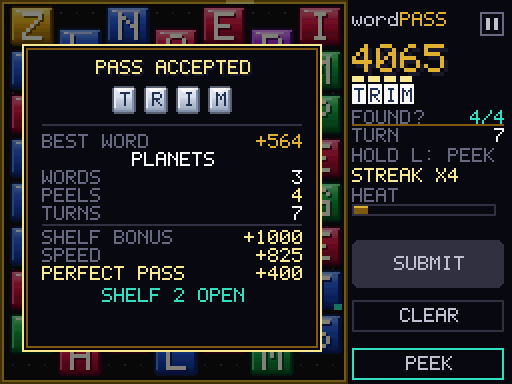 Z N E I
PASS ACCEPTED
T R I M
BEST WORD +564
PLANETS
WORDS 3
PEELS 4
TURNS 7
SHELF BONUS +1000
SPEED +825
PERFECT PASS +400
SHELF 2 OPEN
wordPASS
4065
TRIM
FOUND? 4/4
TURN 7
HOLD L: PEEK
STREAK X4
HEAT
SUBMIT
CLEAR
PEEK